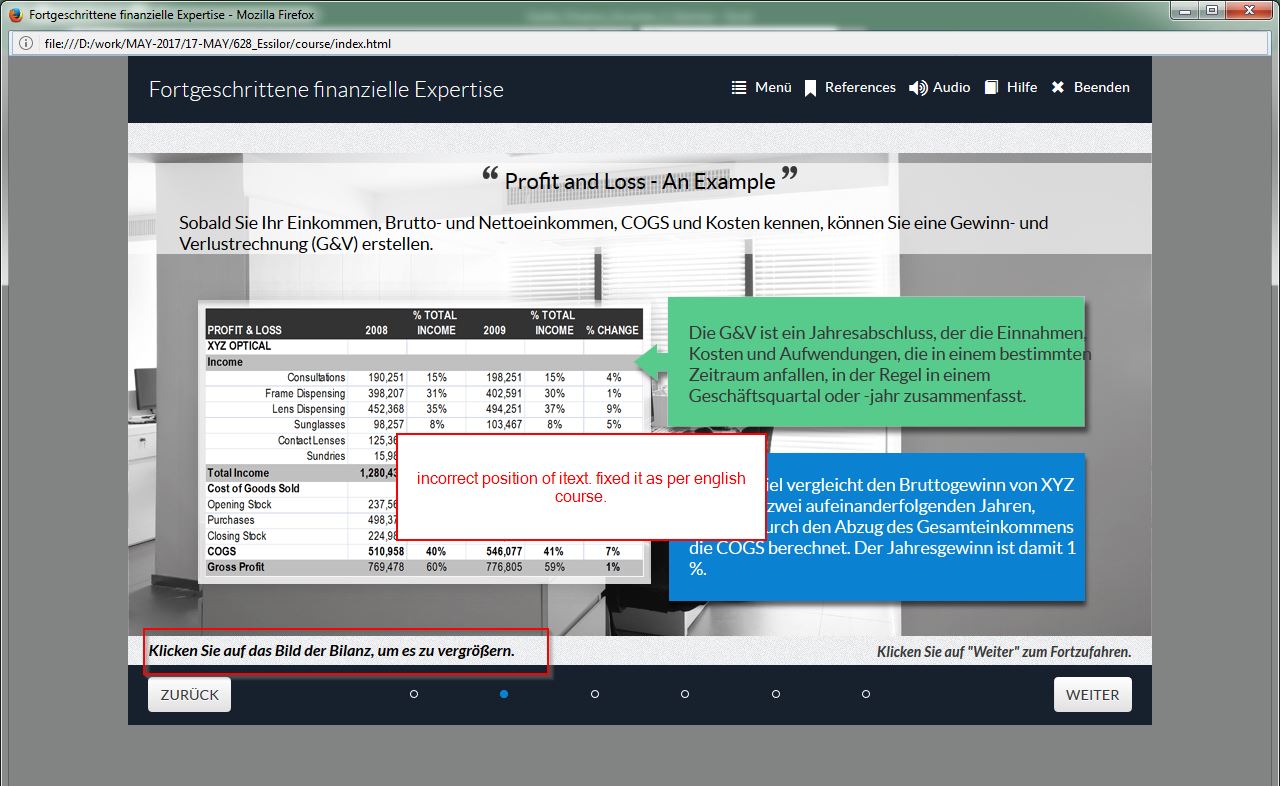 Fortgeschrittene finanzielle Expertise - Mozilla Firefox
file:///D:/work/MAY-2017/17-MAY/628_Essilor/course/index.html
Fortgeschrittene finanzielle Expertise
Menü References Audio Hilfe Beenden
“ Profit and Loss - An Example ”
Sobald Sie Ihr Einkommen, Brutto- und Nettoeinkommen, COGS und Kosten kennen, können Sie eine Gewinn- und
Verlustrechnung (G&V) erstellen.
% TOTAL % TOTAL
PROFIT & LOSS 2008 INCOME 2009 INCOME % CHANGE
XYZ OPTICAL
Income
Consultations 190,251 15% 198,251 15% 4%
Frame Dispensing 398,207 31% 402,591 30% 1%
Lens Dispensing 452,368 35% 494,251 37% 9%
Sunglasses 98,257 8% 103,467 8% 5%
Contact Lenses 125,36
Sundries 15,98
Total Income 1,280,43
Cost of Goods Sold
Opening Stock 237,56
Purchases 498,37
Closing Stock 224,98
COGS 510,958 40% 546,077 41% 7%
Gross Profit 769,478 60% 776,805 59% 1%
Die G&V ist ein Jahresabschluss, der die Einnahmen,
Kosten und Aufwendungen, die in einem bestimmten
Zeitraum anfallen, in der Regel in einem
Geschäftsquartal oder -jahr zusammenfasst.
incorrect position of itext. fixed it as per english
course.
iel vergleicht den Bruttogewinn von XYZ
zwei aufeinanderfolgenden Jahren,
urch den Abzug des Gesamteinkommens
die COGS berechnet. Der Jahresgewinn ist damit 1
%.
Klicken Sie auf das Bild der Bilanz, um es zu vergrößern.
Klicken Sie auf "Weiter" zum Fortzufahren.
ZURÜCK
WEITER